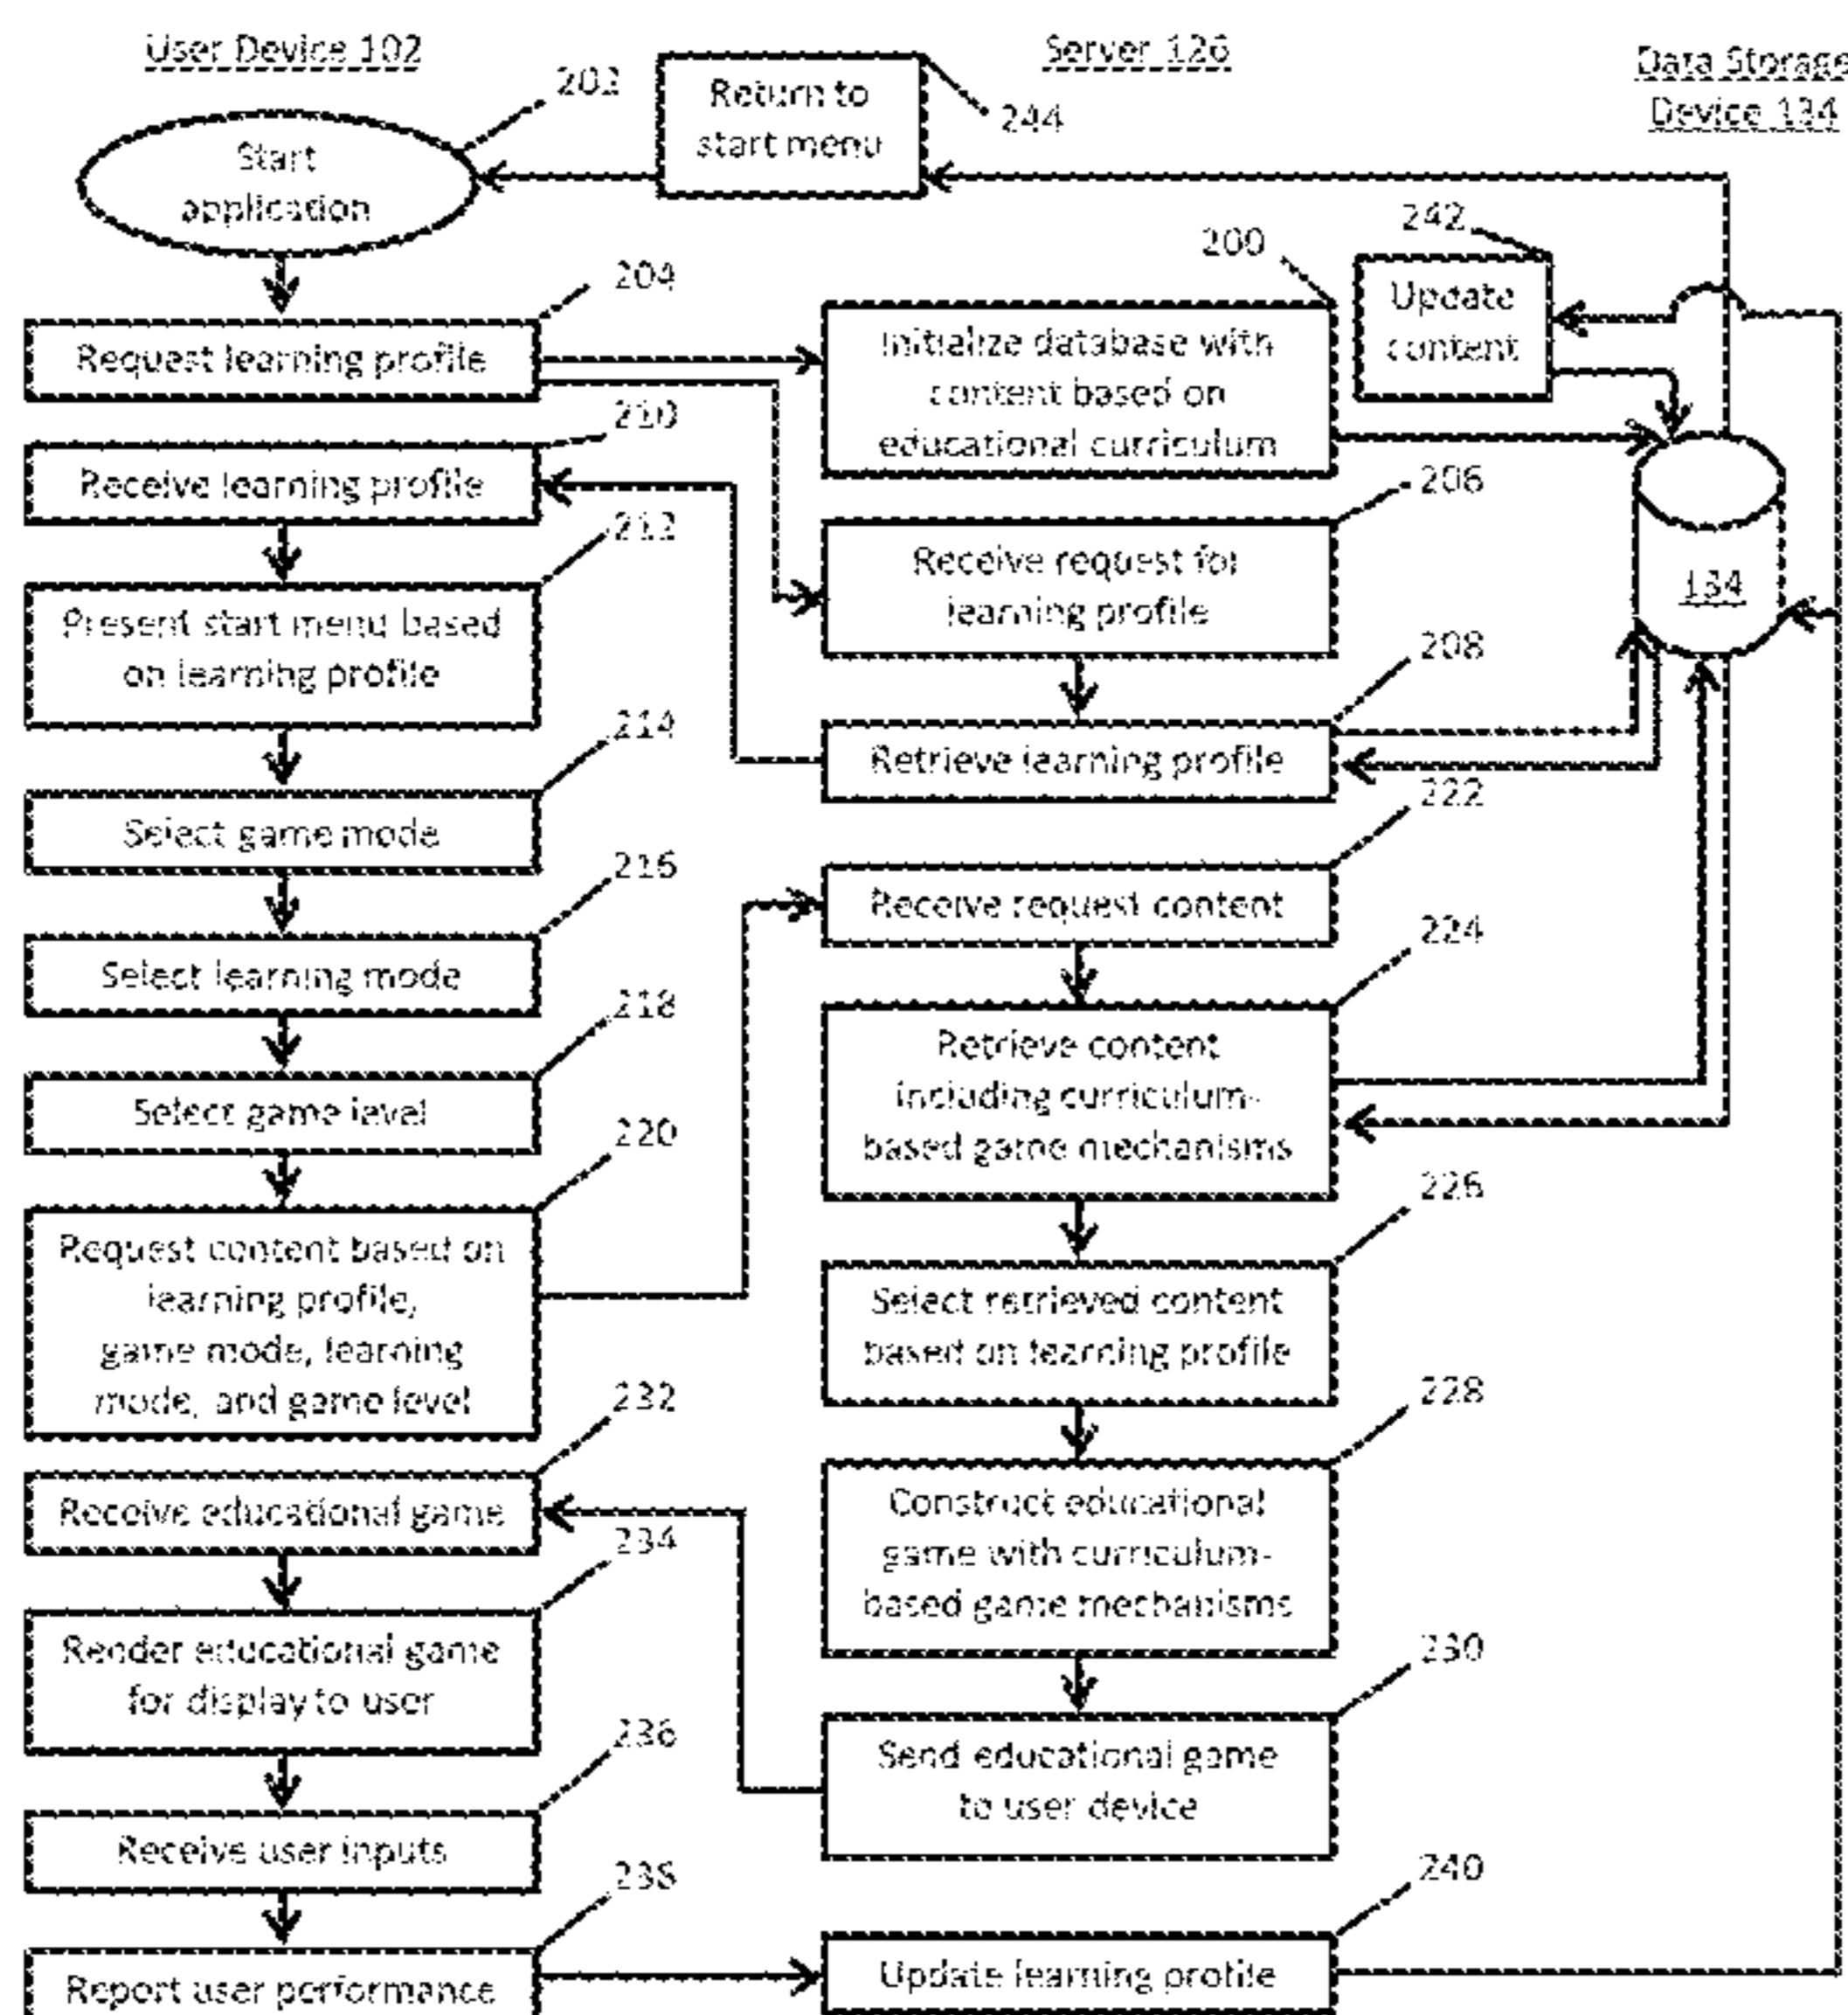 User Device 102
Server 126
Data Storage
Device 134
202
Start
application
Return to
start menu
244
204
Request learning profile
200
Initialize database with
content based on
educational curriculum
242
Update
content
210
Receive learning profile
206
Receive request for
learning profile
134
212
Present start menu based
on learning profile
208
Retrieve learning profile
214
Select game mode
222
Receive request content
216
Select learning mode
224
Retrieve content
including curriculum-
based game mechanisms
218
Select game level
220
Request content based on
learning profile,
game mode, learning
mode, and game level
226
Select retrieved content
based on learning profile
228
Construct educational
game with curriculum-
based game mechanisms
232
Receive educational game
234
Render educational game
for display to user
230
Send educational game
to user device
236
Receive user inputs
238
Report user performance
240
Update learning profile